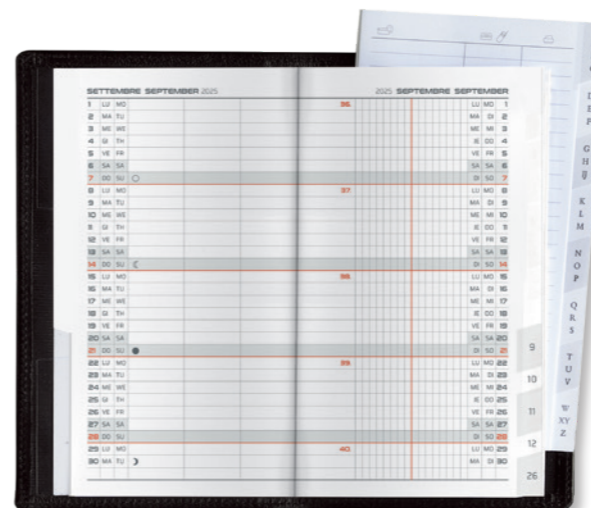 SETTEMBRE SEPTEMBER 2025 2025 SEPTEMBRE SEPTEMBER
1 LU MO 36. LU MO 1
2 MA TU MA DI 2
3 ME WE ME MI 3
4 GI TH JE DO 4
5 VE FR VE FR 5
6 SA SA SA SA 6
7 DO SU DI SO 7
8 LU MO 37. LU MO 8
9 MA TU MA DI 9
10 ME WE ME MI 10
11 GI TH JE DO 11
12 VE FR VE FR 12
13 SA SA SA SA 13
14 DO SU DI SO 14
15 LU MO 38. LU MO 15
16 MA TU MA DI 16
17 ME WE ME MI 17
18 GI TH JE DO 18
19 VE FR VE FR 19
20 SA SA SA SA 20
21 DO SU DI SO 21
22 LU MO 39. LU MO 22
23 MA TU MA DI 23
24 ME WE ME MI 24
25 GI TH JE DO 25
26 VE FR VE FR 26
27 SA SA SA SA 27
28 DO SU DI SO 28
29 LU MO 40. LU MO 29
30 MA TU MA DI 30
9
10
11
12
26
G
H
IJ
K
L
M
N
O
P
Q
R
S
T
U
V
W
XY
Z